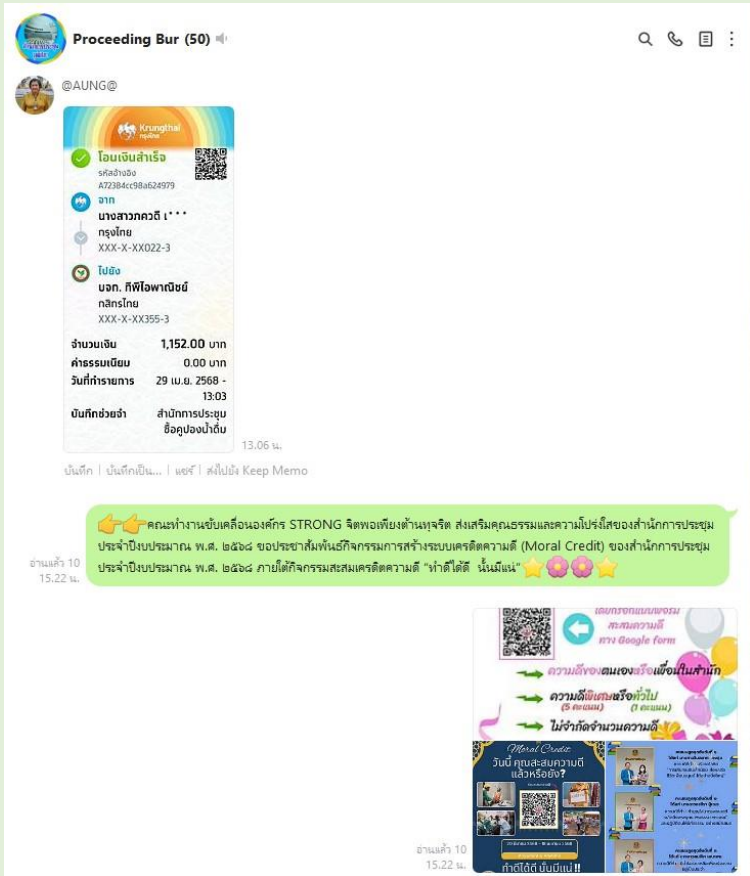 Proceeding Bur (50)
@AUNG@
Krungthai
กรุงไทย
โอนเงินสำเร็จ
รหัสอ้างอิง
A72384cc98a624979
จาก
นางสาวภควดี เ***
กรุงไทย
XXX-X-XX022-3
ไปยัง
บจก. ทีพีไอพาณิชย์
กสิกรไทย
XXX-X-XX355-3
จำนวนเงิน 1,152.00 บาท
ค่าธรรมเนียม 0.00 บาท
วันที่ทำรายการ 29 เม.ย. 2568 -
13:03
บันทึกช่วยจำ สำนักการประชุม
ซื้อคูปองน้ำดื่ม
13.06 น.
บันทึก | บันทึกเป็น... | แชร์ | ส่งไปยัง Keep Memo
คณะทำงานขับเคลื่อนองค์กร STRONG จิตพอเพียงต้านทุจริต ส่งเสริมคุณธรรมและความโปร่งใสของสำนักการประชุม
ประจำปีงบประมาณ พ.ศ. ๒๕๖๘ ขอประชาสัมพันธ์กิจกรรมการสร้างระบบเครดิตความดี (Moral Credit) ของสำนักการประชุม
ประจำปีงบประมาณ พ.ศ. ๒๕๖๘ ภายใต้กิจกรรมสะสมเครดิตความดี "ทำดีได้ดี นั้นมีแน่"
อ่านแล้ว 10
15.22 น.
โดยกรอกแบบฟอร์ม
สะสมความดี
ทาง Google form
ความดีของตนเองหรือเพื่อนในสำนัก
ความดีพิเศษหรือทั่วไป
(5 คะแนน) (1 คะแนน)
ไม่จำกัดจำนวนความดี
Moral Credit
วันนี้ คุณสะสมความดี
แล้วหรือยัง?
ทำดีได้ดี นั้นมีแน่ !!
อ่านแล้ว 10
15.22 น.